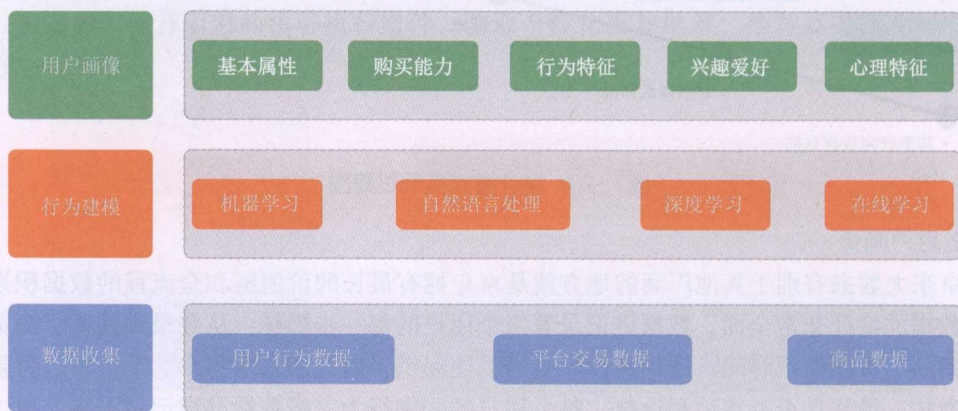 用户画像
基本属性 购买能力 行为特征 兴趣爱好 心理特征
行为建模
机器学习 自然语言处理 深度学习 在线学习
数据收集
用户行为数据 平台交易数据 商品数据